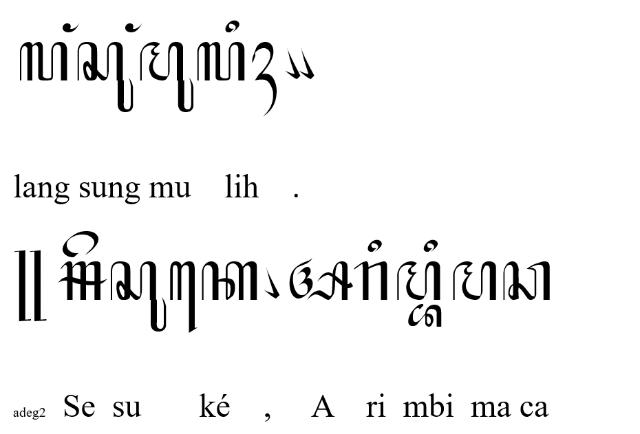 ꦭꦁꦱꦸꦁꦩꦸꦭꦶꦃ꧉
lang sung mu lih .
꧋ꦯꦼꦱꦸꦏꦺ꧈ꦄꦫꦶꦩ꧀ꦧꦶꦩꦕ
adeg2 Se su ké , A ri mbi ma ca